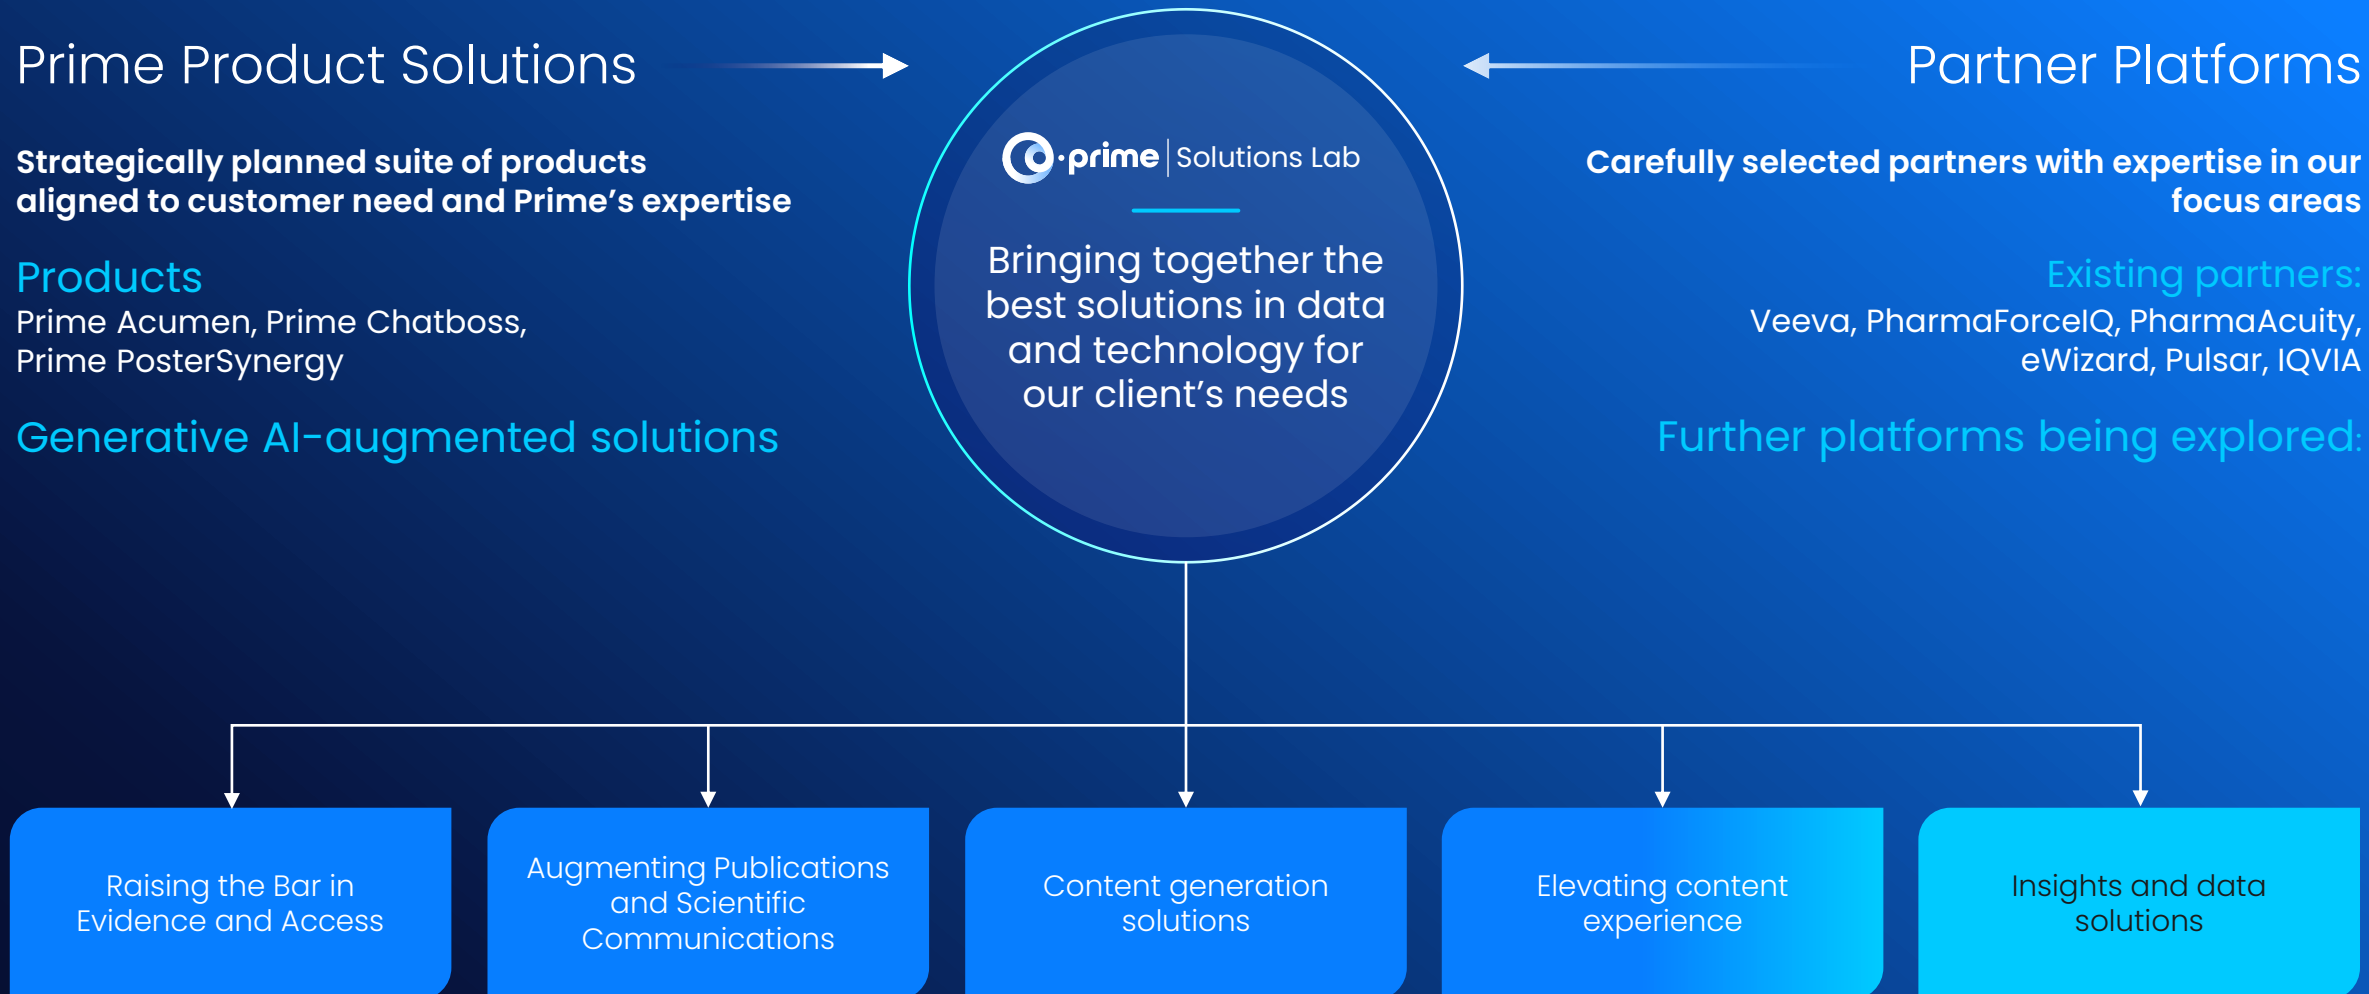 Prime Product Solutions
Strategically planned suite of products
aligned to customer need and Prime's expertise
Products
Prime Acumen, Prime Chatboss,
Prime PosterSynergy
Generative AI-augmented solutions
prime | Solutions Lab
Bringing together the
best solutions in data
and technology for
our client's needs
Partner Platforms
Carefully selected partners with expertise in our
focus areas
Existing partners:
Veeva, PharmaForceIQ, PharmaAcuity,
eWizard, Pulsar, IQVIA
Further platforms being explored:
Raising the Bar in
Evidence and Access
Augmenting Publications
and Scientific
Communications
Content generation
solutions
Elevating content
experience
Insights and data
solutions